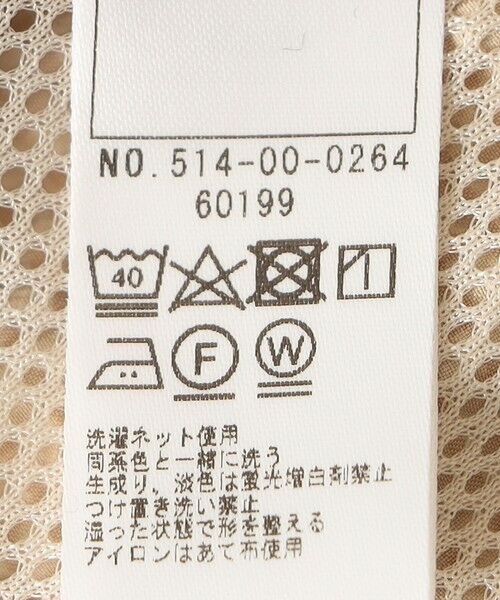 NO.514-00-0264
60199
40
F W
洗濯ネット使用
同系色と一緒に洗う
生成り、淡色は蛍光増白剤禁止
つけ置き洗い禁止
湿った状態で形を整える
アイロンはあて布使用